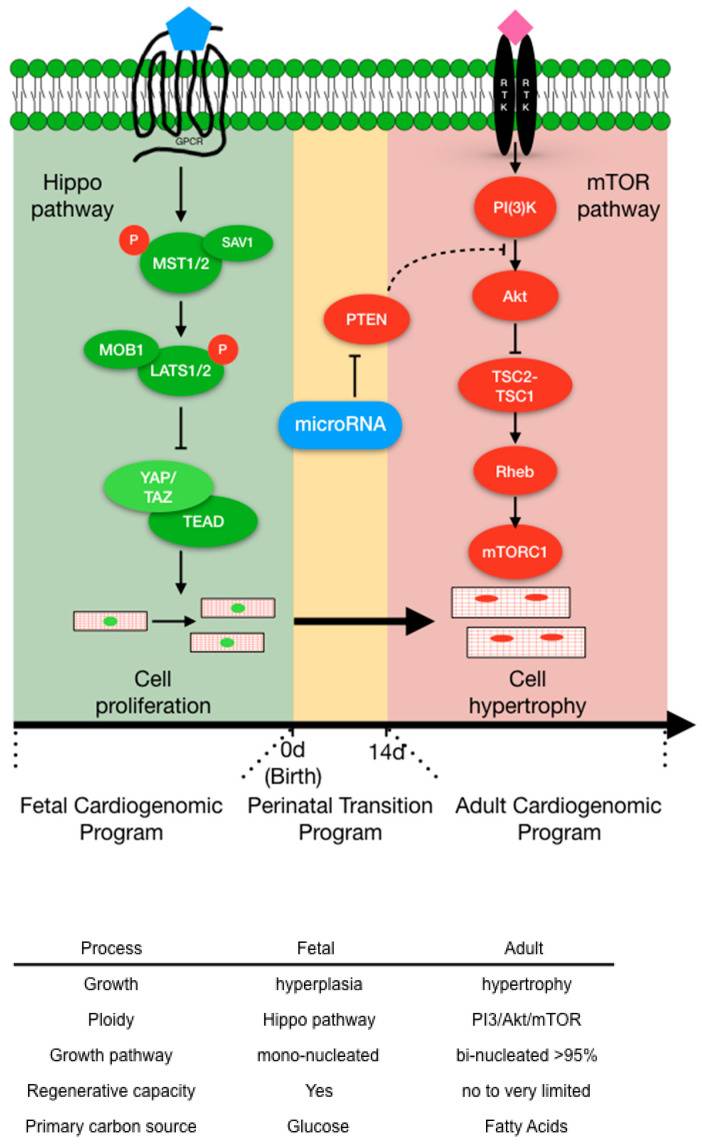 GPCR
RTK
RTK
Hippo
pathway
mTOR
pathway
P
MST1/2
SAV1
PI(3)K
Akt
PTEN
MOB1
LATS1/2
P
TSC2-
TSC1
microRNA
YAP/
TAZ
TEAD
Rheb
mTORC1
Cell
proliferation
Cell
hypertrophy
0d
(Birth)
14d
Fetal Cardiogenomic
Program
Perinatal Transition
Program
Adult Cardiogenomic
Program
Process Fetal Adult
Growth hyperplasia hypertrophy
Ploidy Hippo pathway PI3/Akt/mTOR
Growth pathway mono-nucleated bi-nucleated >95%
Regenerative capacity Yes no to very limited
Primary carbon source Glucose Fatty Acids